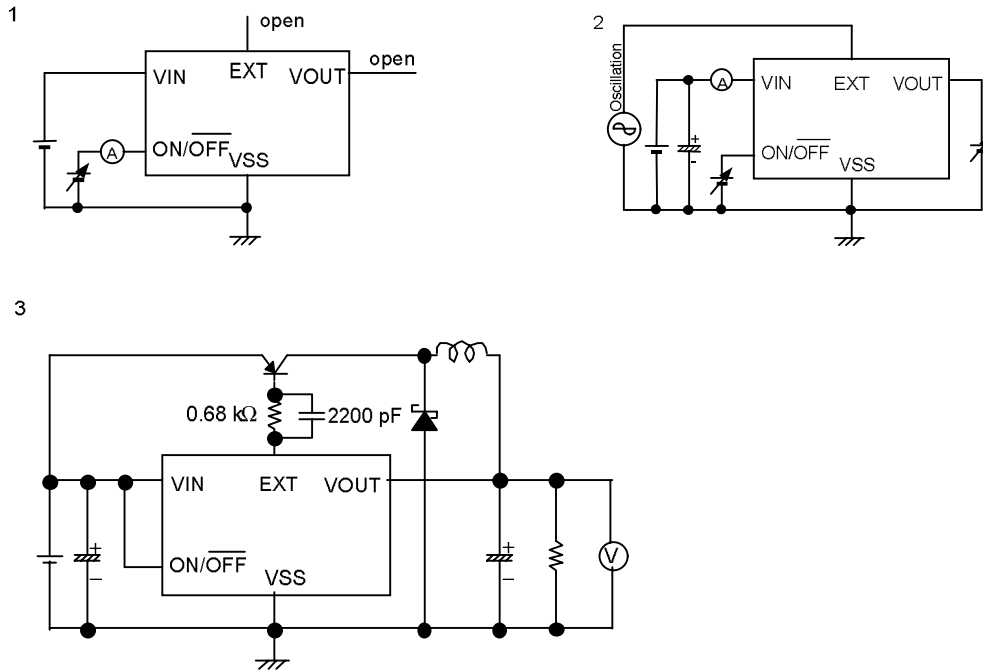 1
open
open
VIN
EXT
VOUT
A
ON/OFF
VSS
2
Oscillation
A
VIN
EXT
VOUT
+
-
ON/OFF
VSS
3
0.68 kΩ
2200 pF
VIN
EXT
VOUT
+
−
ON/OFF
VSS
+
−
V